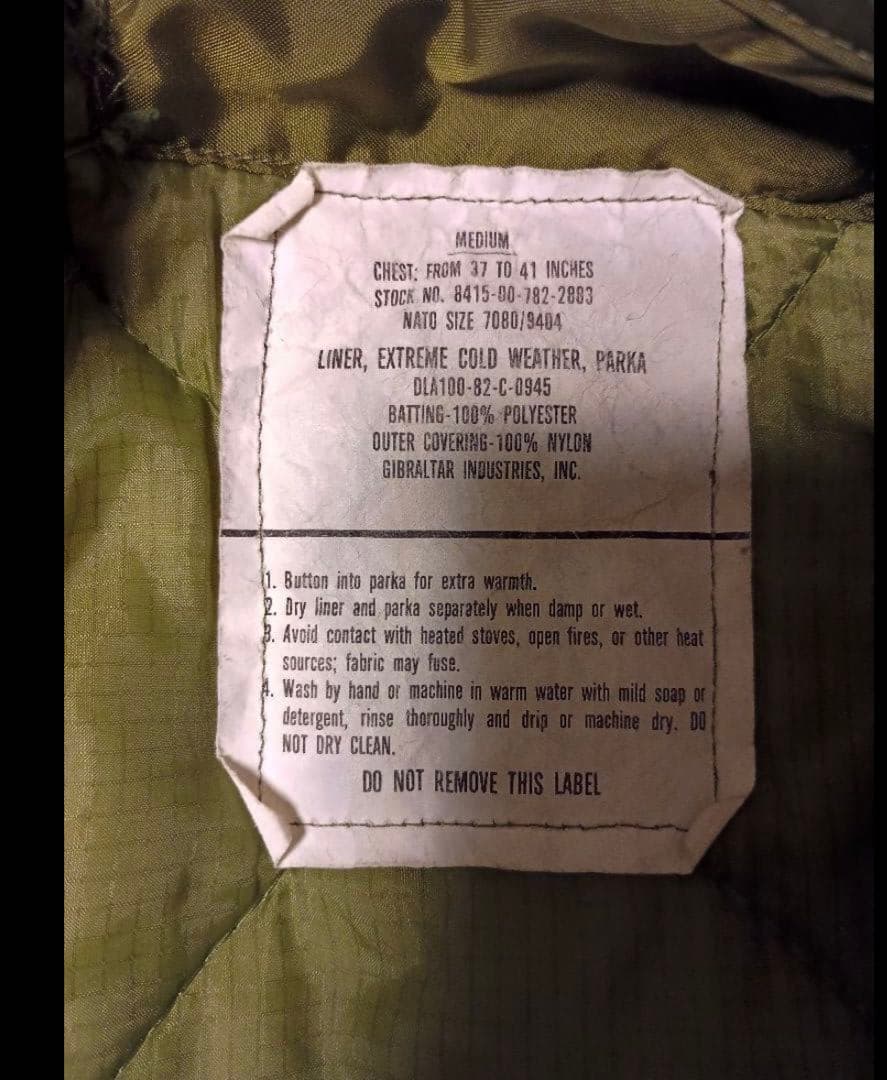 MEDIUM
CHEST: FROM 37 TO 41 INCHES
STOCK NO. 8415-00-782-2883
NATO SIZE 7080/9404
LINER, EXTREME COLD WEATHER, PARKA
DLA100-82-C-0945
BATTING-100% POLYESTER
OUTER COVERING-100% NYLON
GIBRALTAR INDUSTRIES, INC.
1. Button into parka for extra warmth.
2. Dry liner and parka separately when damp or wet.
3. Avoid contact with heated stoves, open fires, or other heat
sources; fabric may fuse.
4. Wash by hand or machine in warm water with mild soap or
detergent, rinse thoroughly and drip or machine dry. DO
NOT DRY CLEAN.
DO NOT REMOVE THIS LABEL